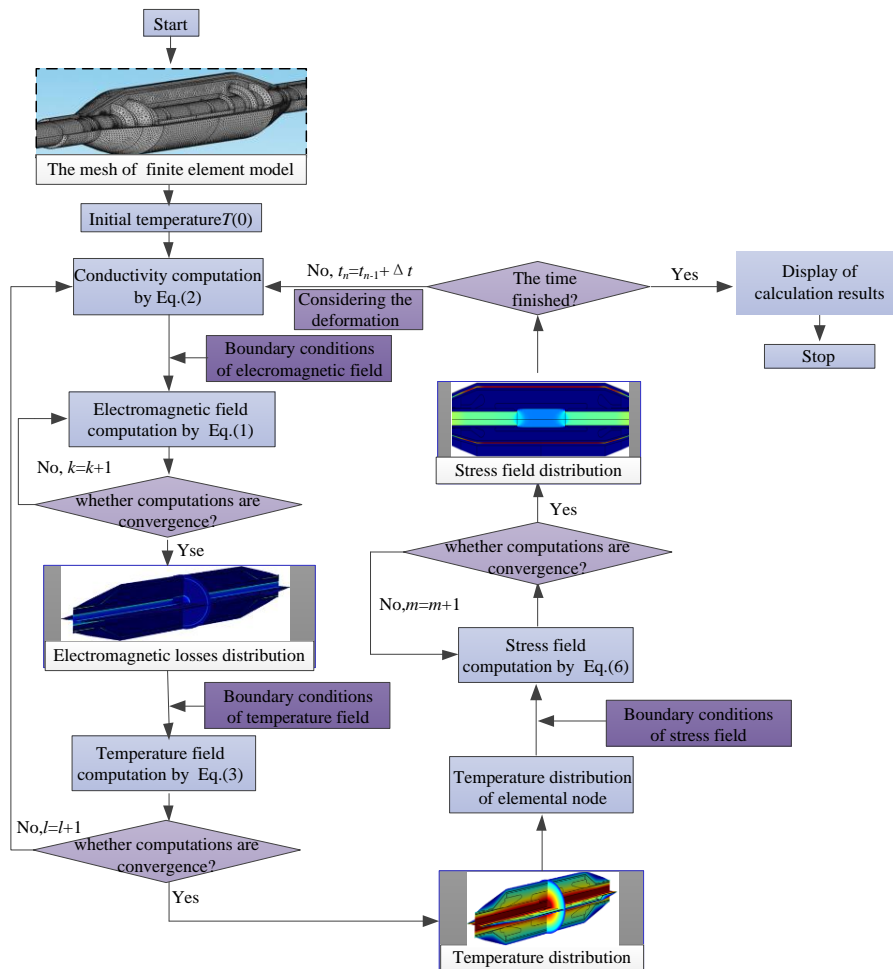 Start
The mesh of finite element model
Initial temperatureT(0)
Conductivity computation
by Eq.(2)
No, tₙ=tₙ₋₁+Δt
Considering the
deformation
The time
finished?
Yes
Display of
calculation results
Stop
Boundary conditions
of elecromagnetic field
Electromagnetic field
computation by Eq.(1)
No, k=k+1
whether computations are
convergence?
Yse
Electromagnetic losses distribution
Boundary conditions
of temperature field
Temperature field
computation by Eq.(3)
No,l=l+1
whether computations are
convergence?
Yes
Temperature distribution
Temperature distribution
of elemental node
Boundary conditions
of stress field
Stress field
computation by Eq.(6)
No,m=m+1
whether computations are
convergence?
Yes
Stress field distribution